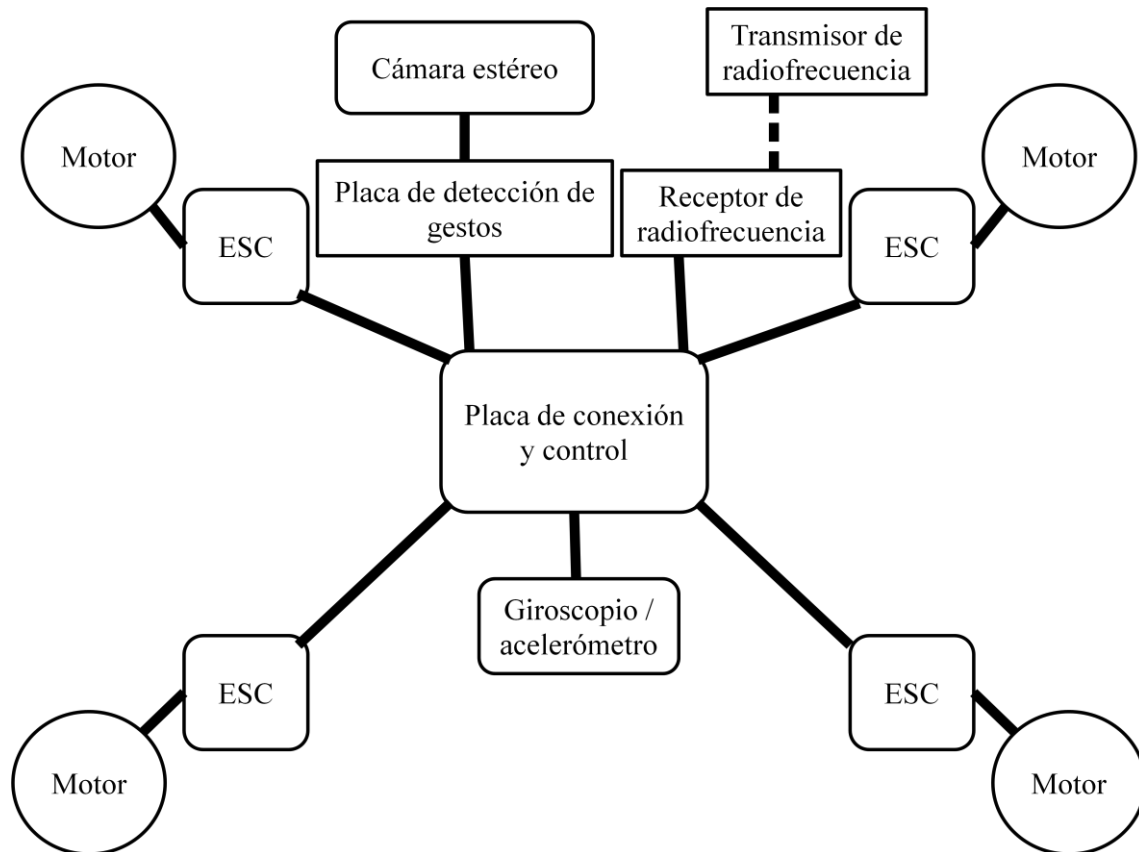 Transmisor de
radiofrecuencia
Cámara estéreo
Motor
Motor
Placa de detección de
gestos
Receptor de
radiofrecuencia
ESC
ESC
Placa de conexión
y control
Giroscopio /
acelerómetro
ESC
ESC
Motor
Motor